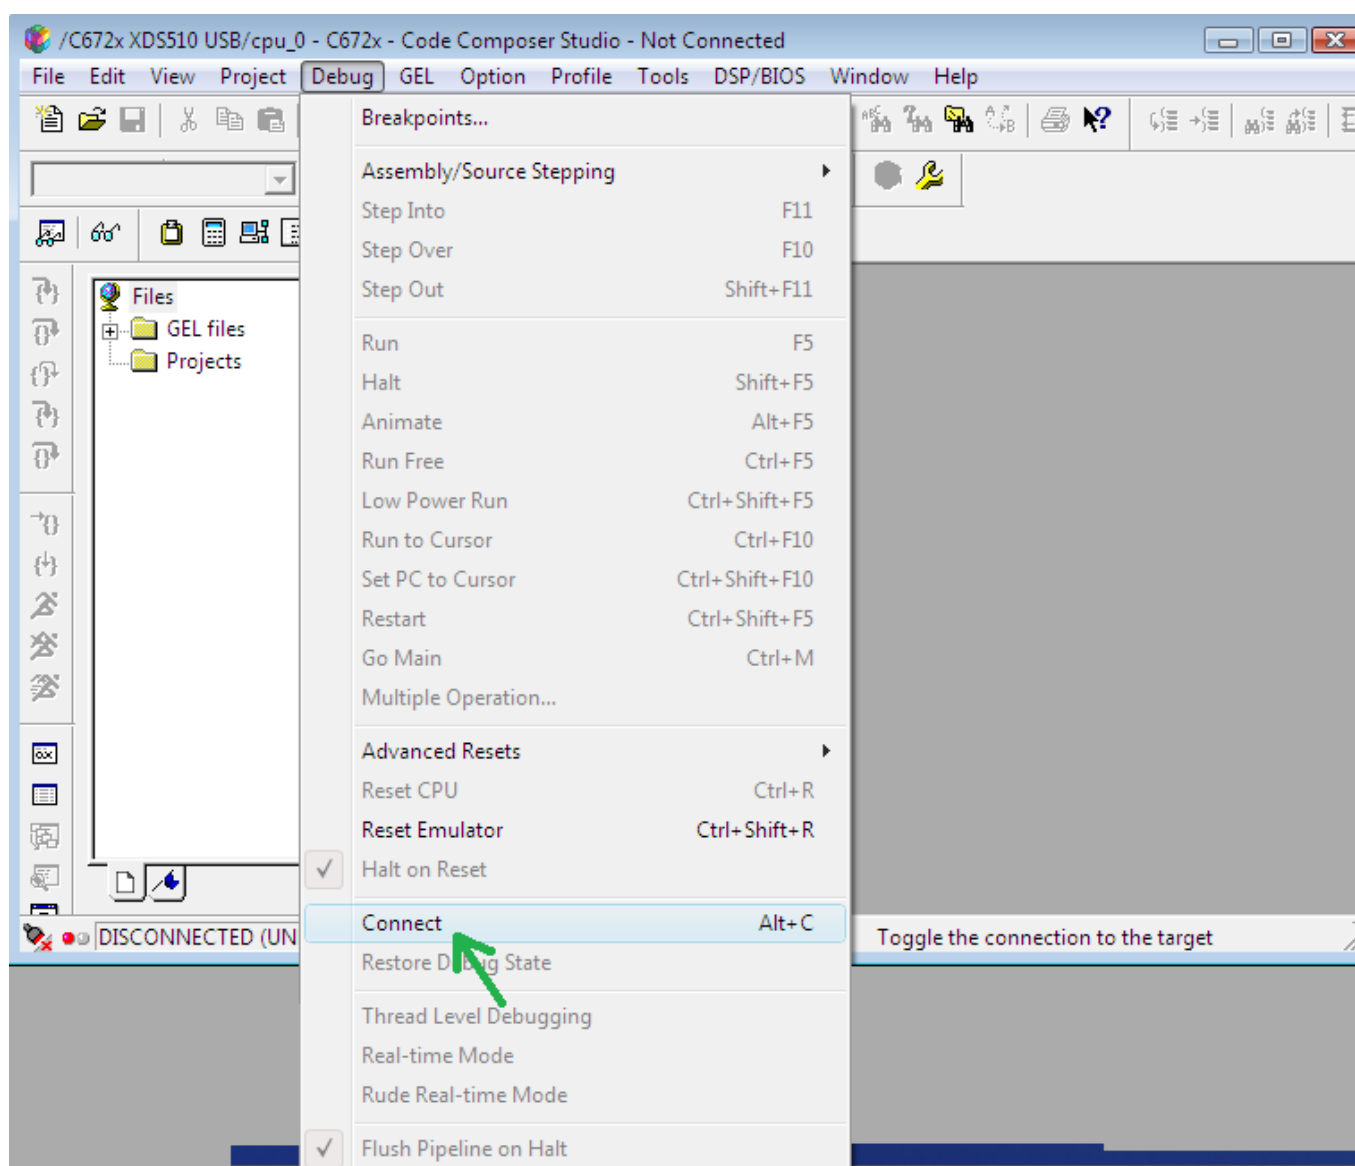 /C672x XDS510 USB/cpu_0 - C672x - Code Composer Studio - Not Connected
File Edit View Project Debug GEL Option Profile Tools DSP/BIOS Window Help
Breakpoints...
Assembly/Source Stepping
Step Into F11
Step Over F10
Step Out Shift+F11
Files
GEL files
Projects
Run F5
Halt Shift+F5
Animate Alt+F5
Run Free Ctrl+F5
Low Power Run Ctrl+Shift+F5
Run to Cursor Ctrl+F10
Set PC to Cursor Ctrl+Shift+F10
Restart Ctrl+Shift+F5
Go Main Ctrl+M
Multiple Operation...
Advanced Resets
Reset CPU Ctrl+R
Reset Emulator Ctrl+Shift+R
Halt on Reset
Connect Alt+C
DISCONNECTED (UN
Toggle the connection to the target
Restore Debug State
Thread Level Debugging
Real-time Mode
Rude Real-time Mode
Flush Pipeline on Halt